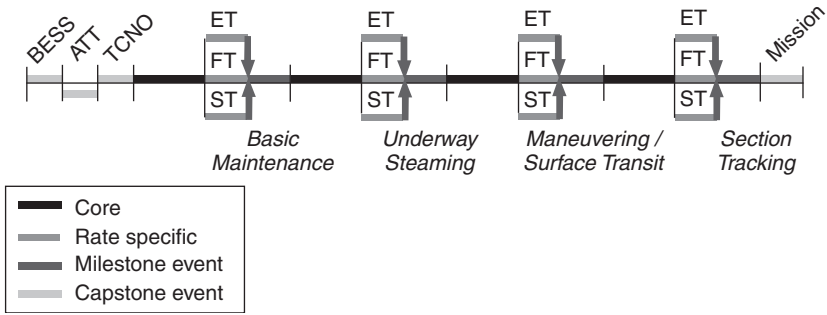 BESS
ATT
TCNO
ET
FT
ST
ET
FT
ST
ET
FT
ST
ET
FT
ST
Mission
Basic
Maintenance
Underway
Steaming
Maneuvering /
Surface Transit
Section
Tracking
Core
Rate specific
Milestone event
Capstone event